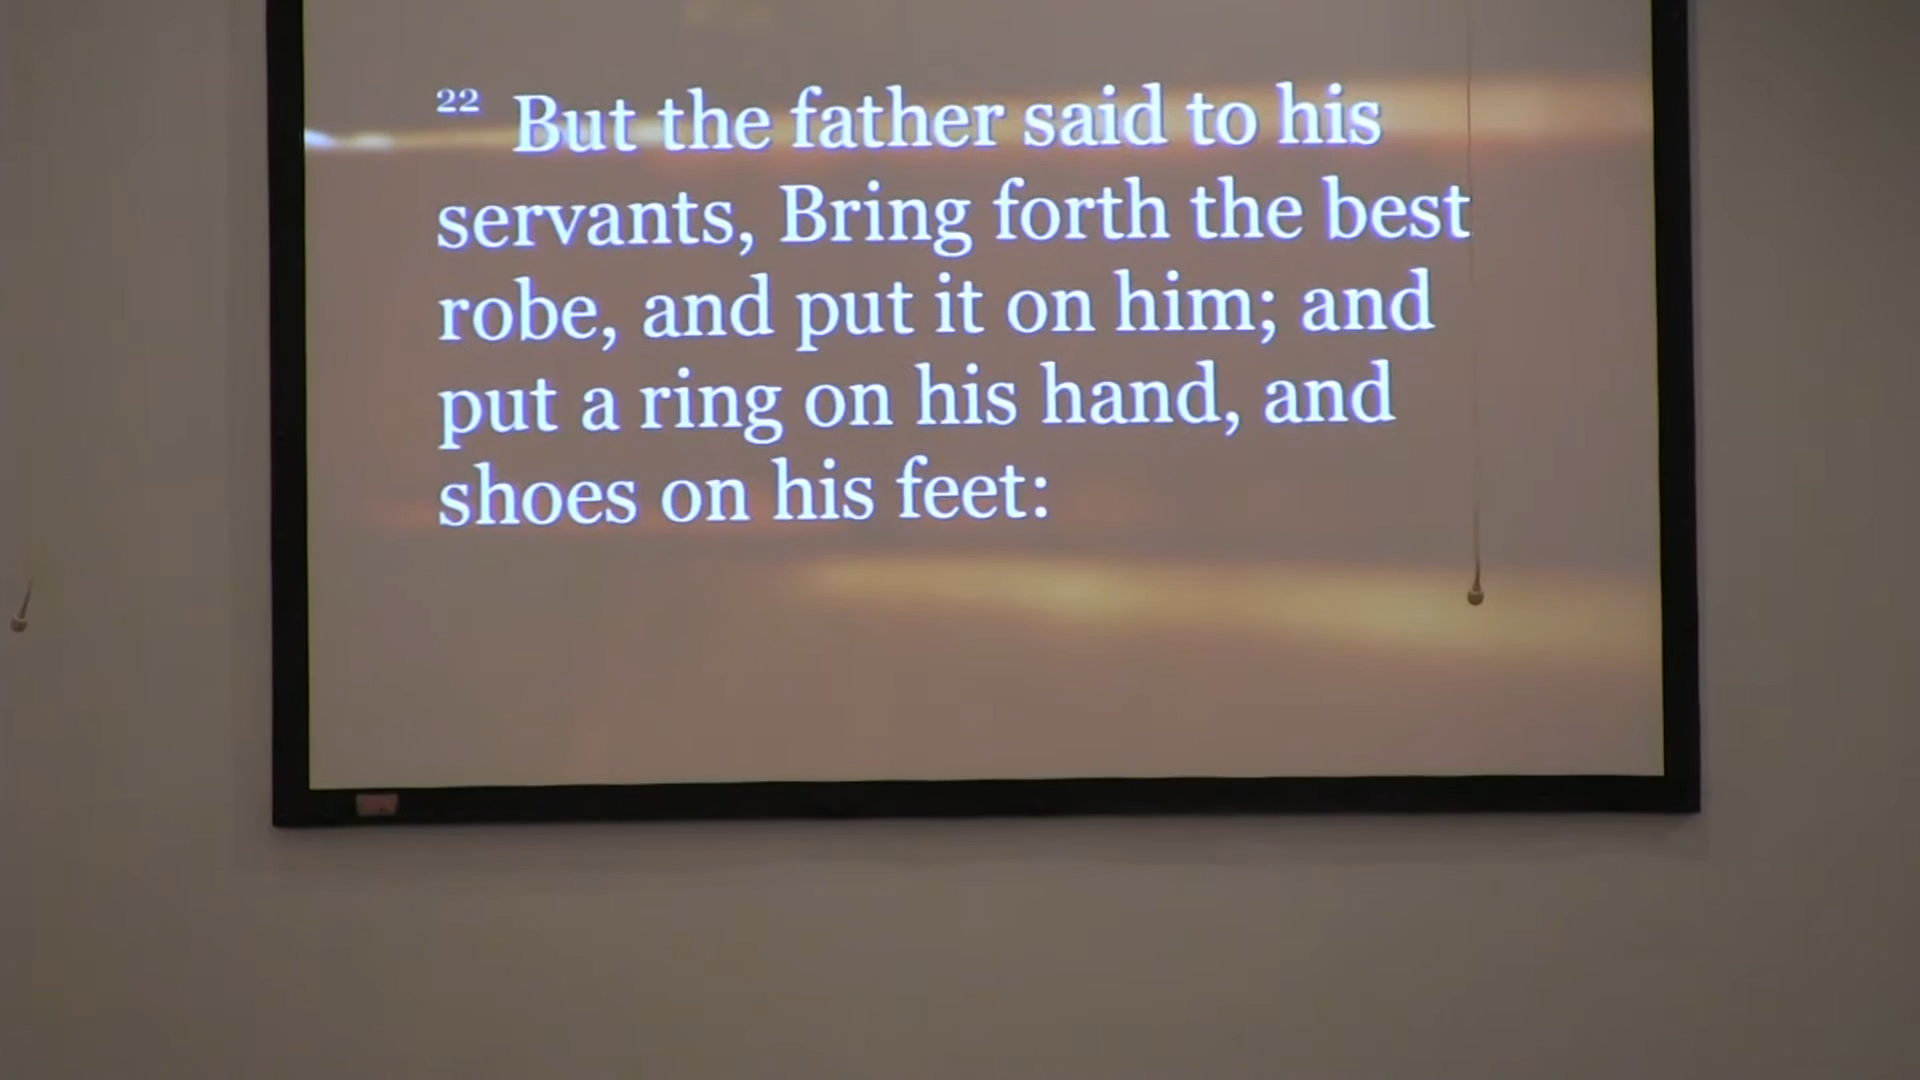 22 But the father said to his
servants, Bring forth the best
robe, and put it on him; and
put a ring on his hand, and
shoes on his feet: